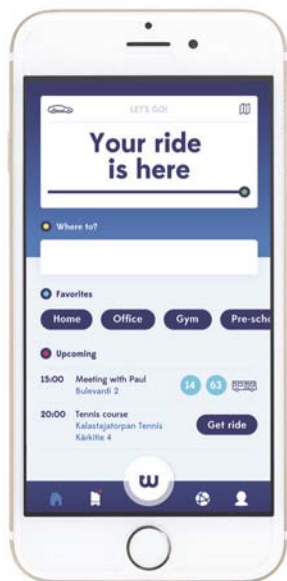 LET'S GO!
Your ride
is here
Where to?
Favorites
Home Office Gym Pre-scho
Upcoming
15:00 Meeting with Paul 14 63
Bulevardi 2
20:00 Tennis course
Kalastajatorpan Tennis Get ride
Kärkitie 4
w